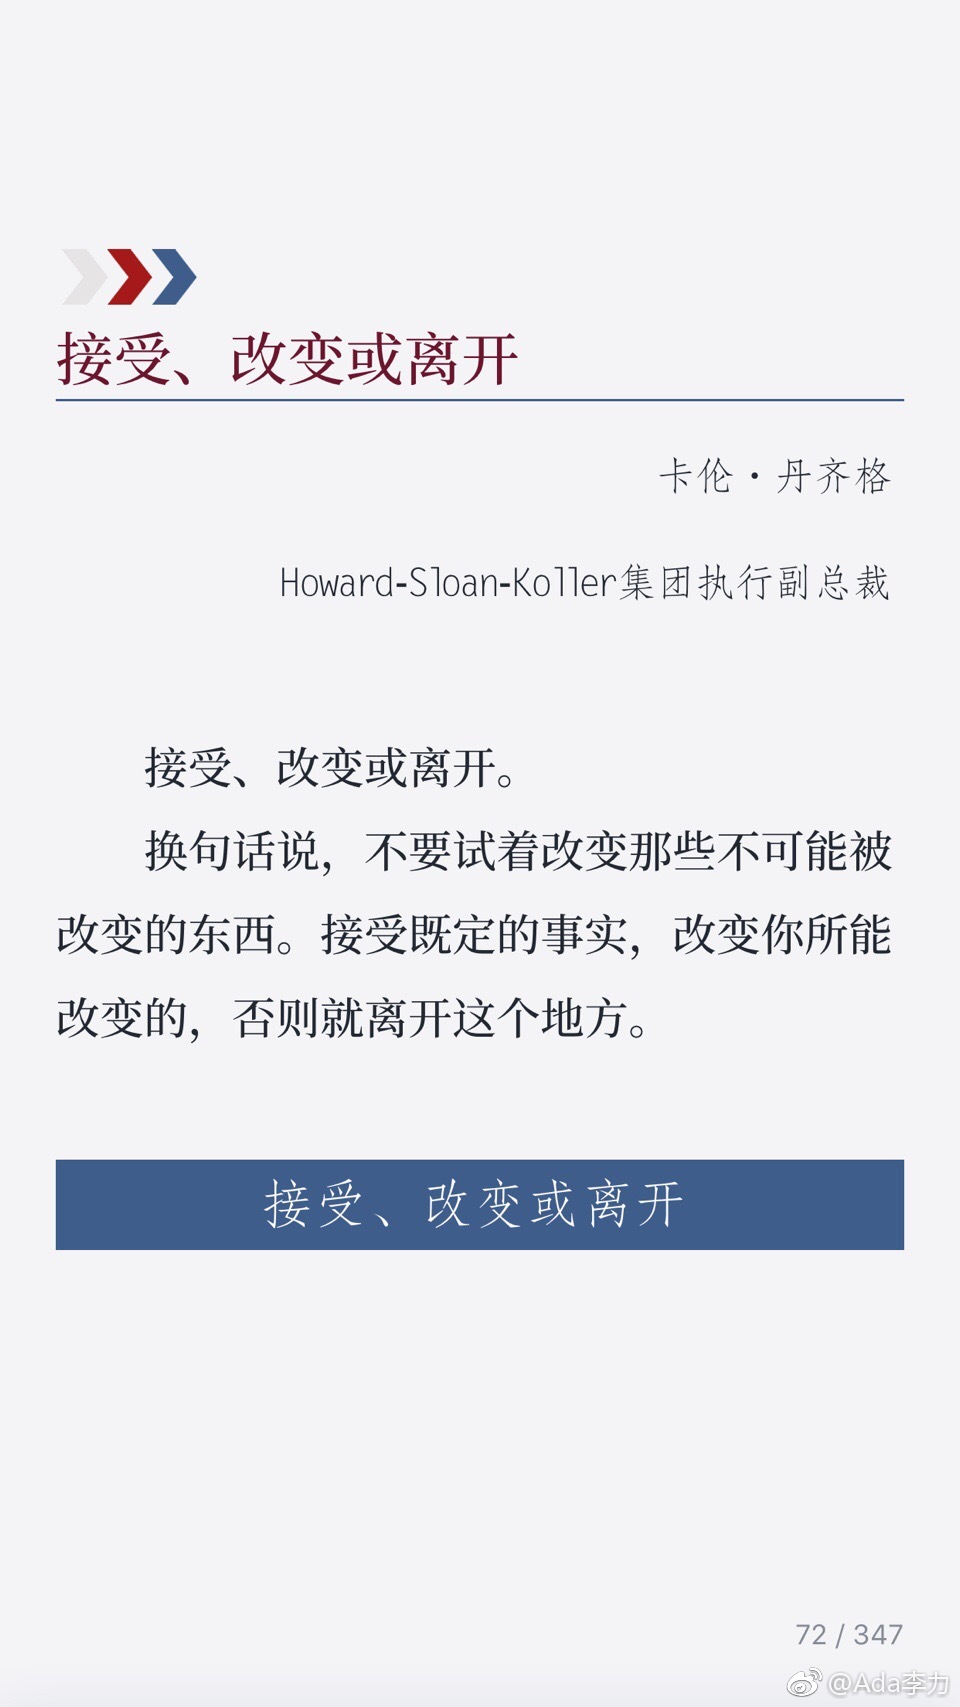 接受、改变或离开
卡伦·丹齐格
Howard-Sloan-Koller集团执行副总裁
接受、改变或离开。
换句话说，不要试着改变那些不可能被
改变的东西。接受既定的事实，改变你所能
改变的，否则就离开这个地方。
接受、改变或离开
72 / 347
@Ada李力